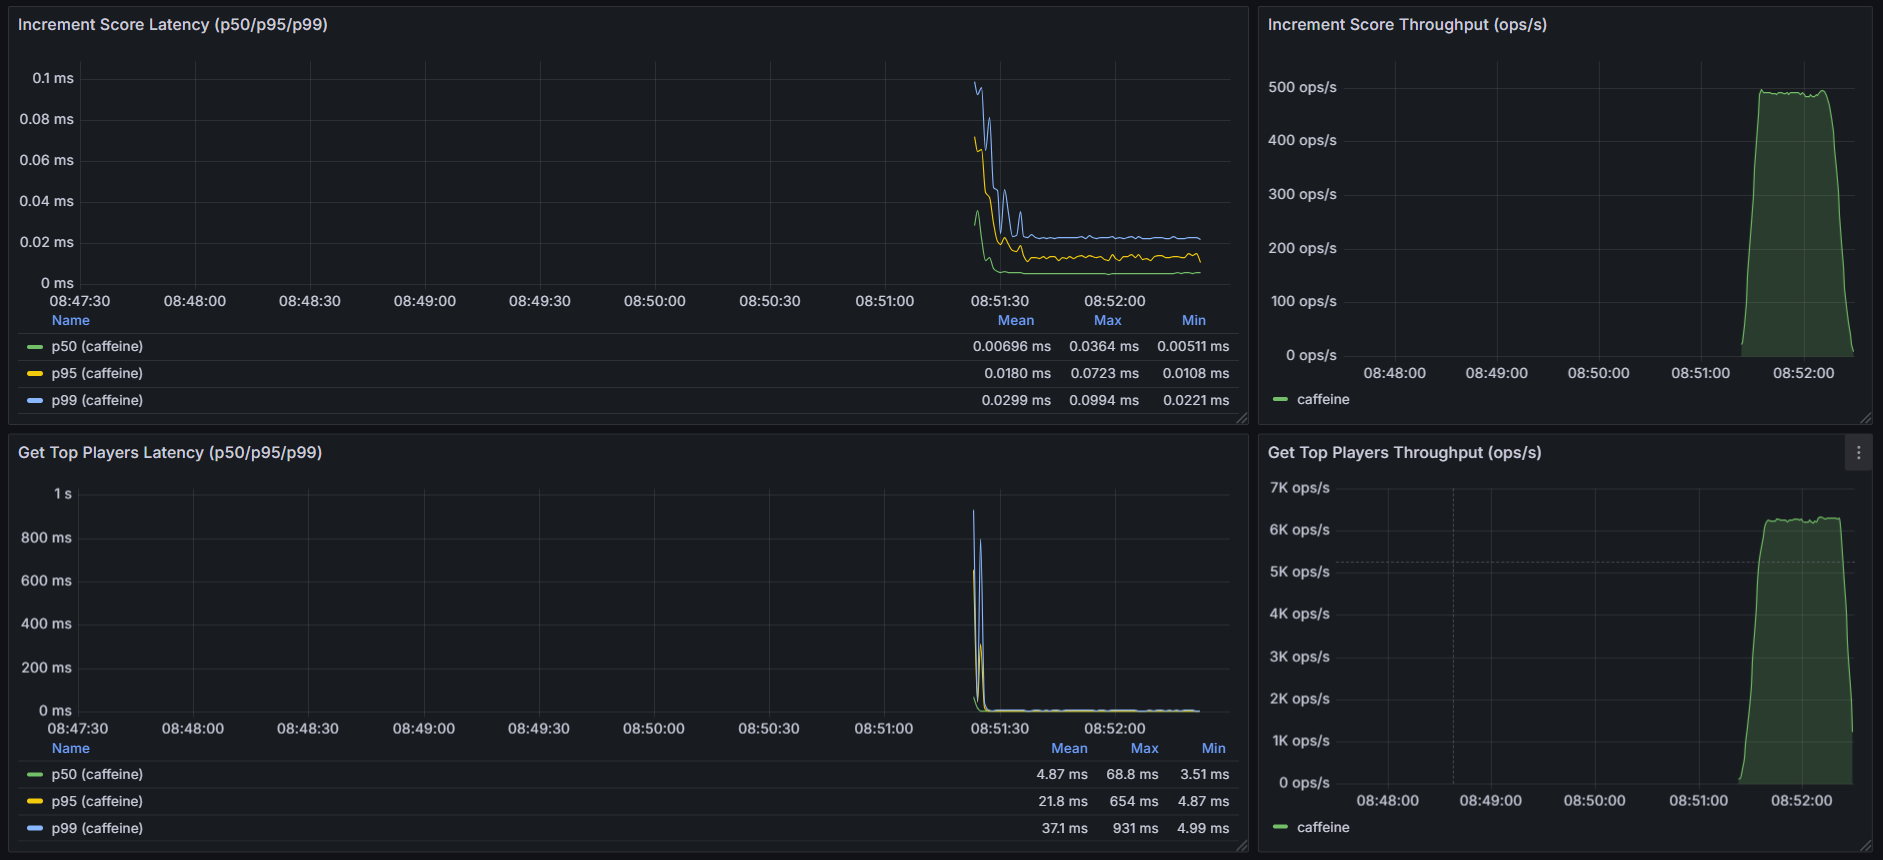 Increment Score Latency (p50/p95/p99)
0.1 ms
0.08 ms
0.06 ms
0.04 ms
0.02 ms
0 ms
08:47:30 08:48:00 08:48:30 08:49:00 08:49:30 08:50:00 08:50:30 08:51:00 08:51:30 08:52:00
Name Mean Max Min
p50 (caffeine) 0.00696 ms 0.0364 ms 0.00511 ms
p95 (caffeine) 0.0180 ms 0.0723 ms 0.0108 ms
p99 (caffeine) 0.0299 ms 0.0994 ms 0.0221 ms
Increment Score Throughput (ops/s)
500 ops/s
400 ops/s
300 ops/s
200 ops/s
100 ops/s
0 ops/s
08:48:00 08:49:00 08:50:00 08:51:00 08:52:00
caffeine
Get Top Players Latency (p50/p95/p99)
1 s
800 ms
600 ms
400 ms
200 ms
0 ms
08:47:30 08:48:00 08:48:30 08:49:00 08:49:30 08:50:00 08:50:30 08:51:00 08:51:30 08:52:00
Name Mean Max Min
p50 (caffeine) 4.87 ms 68.8 ms 3.51 ms
p95 (caffeine) 21.8 ms 654 ms 4.87 ms
p99 (caffeine) 37.1 ms 931 ms 4.99 ms
Get Top Players Throughput (ops/s)
7K ops/s
6K ops/s
5K ops/s
4K ops/s
3K ops/s
2K ops/s
1K ops/s
0 ops/s
08:48:00 08:49:00 08:50:00 08:51:00 08:52:00
caffeine